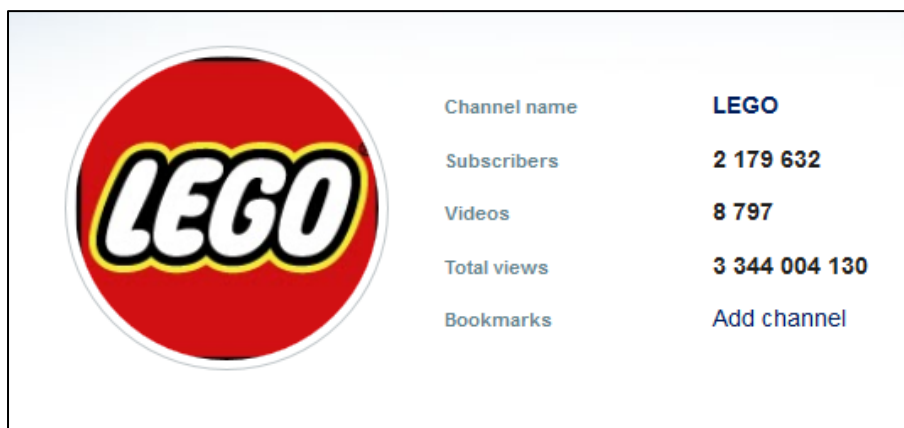 LEGO
Channel name LEGO
Subscribers 2 179 632
Videos 8 797
Total views 3 344 004 130
Bookmarks Add channel